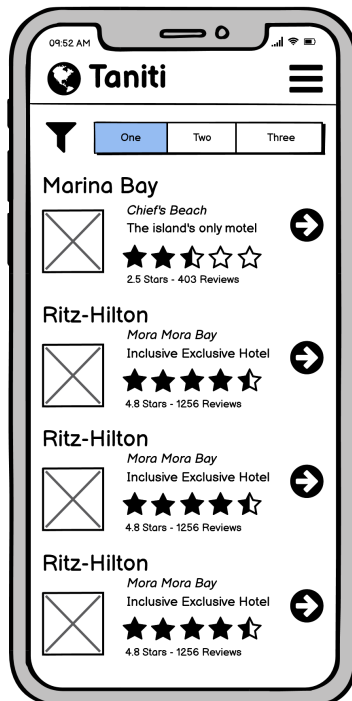 09:52 AM
Taniti
One Two Three
Marina Bay
Chief's Beach
The island's only motel
2.5 Stars - 403 Reviews
Ritz-Hilton
Mora Mora Bay
Inclusive Exclusive Hotel
4.8 Stars - 1256 Reviews
Ritz-Hilton
Mora Mora Bay
Inclusive Exclusive Hotel
4.8 Stars - 1256 Reviews
Ritz-Hilton
Mora Mora Bay
Inclusive Exclusive Hotel
4.8 Stars - 1256 Reviews